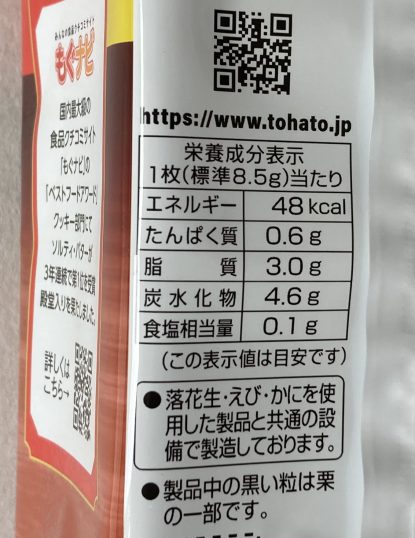 みんなの食品クチコミサイト
もぐナビ
国内最大級の
食品クチコミサイト
「もぐナビ」の
「ベストフードアワード」
クッキー部門にて
ソルティ・バターが
3年連続で第1位を受賞
殿堂入りを果たしました。
詳しくは
こちら→
https://www.tohato.jp
栄養成分表示
1枚(標準8.5g)当たり
エネルギー 48kcal
たんぱく質 0.6g
脂質 3.0g
炭水化物 4.6g
食塩相当量 0.1g
(この表示値は目安です)
●落花生・えび・かにを使
用した製品と共通の設
備で製造しております。
●製品中の黒い粒は栗
の一部です。